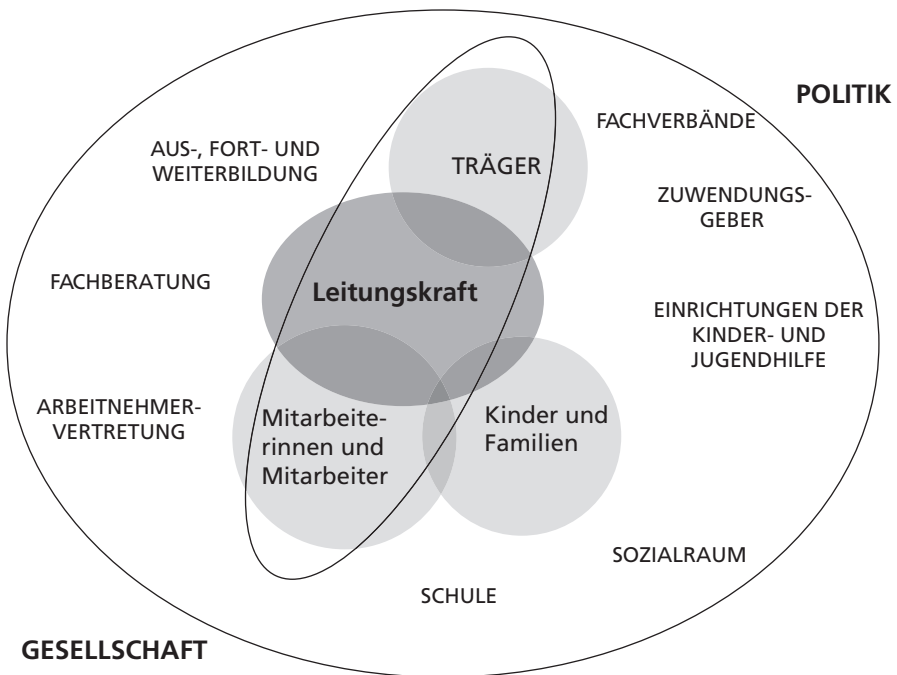 POLITIK
FACHVERBÄNDE
AUS-, FORT- UND
WEITERBILDUNG
TRÄGER
ZUWENDUNGS-
GEBER
FACHBERATUNG
Leitungskraft
EINRICHTUNGEN DER
KINDER- UND
JUGENDHILFE
ARBEITNEHMER-
VERTRETUNG
Mitarbeite-
rinnen und
Mitarbeiter
Kinder und
Familien
SOZIALRAUM
SCHULE
GESELLSCHAFT